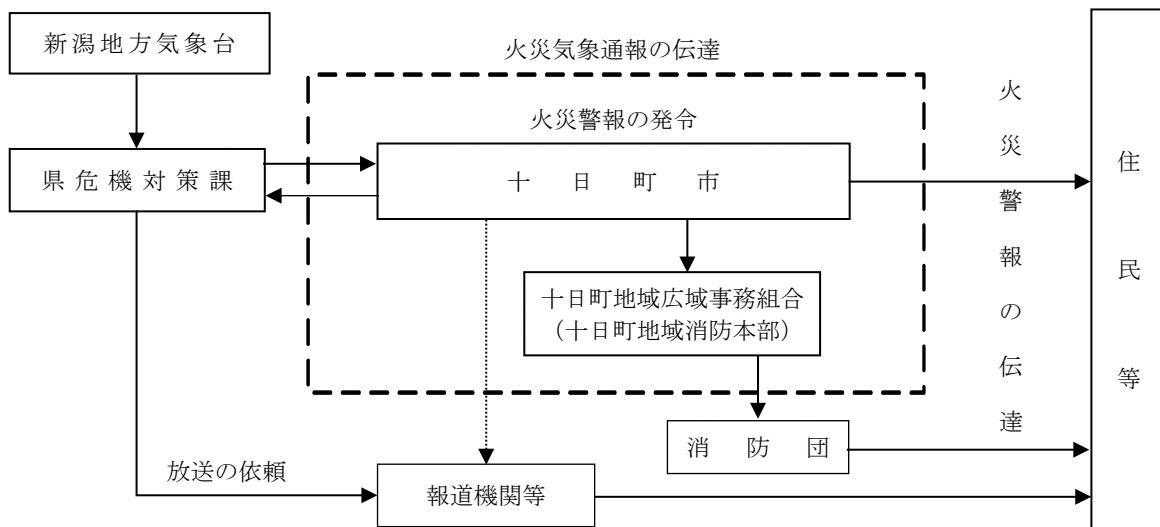 新潟地方気象台
火災気象通報の伝達
火災警報の発令
県危機対策課
十日町市
十日町地域広域事務組合
（十日町地域消防本部）
消防団
放送の依頼
報道機関等
火災警報の伝達
住民等